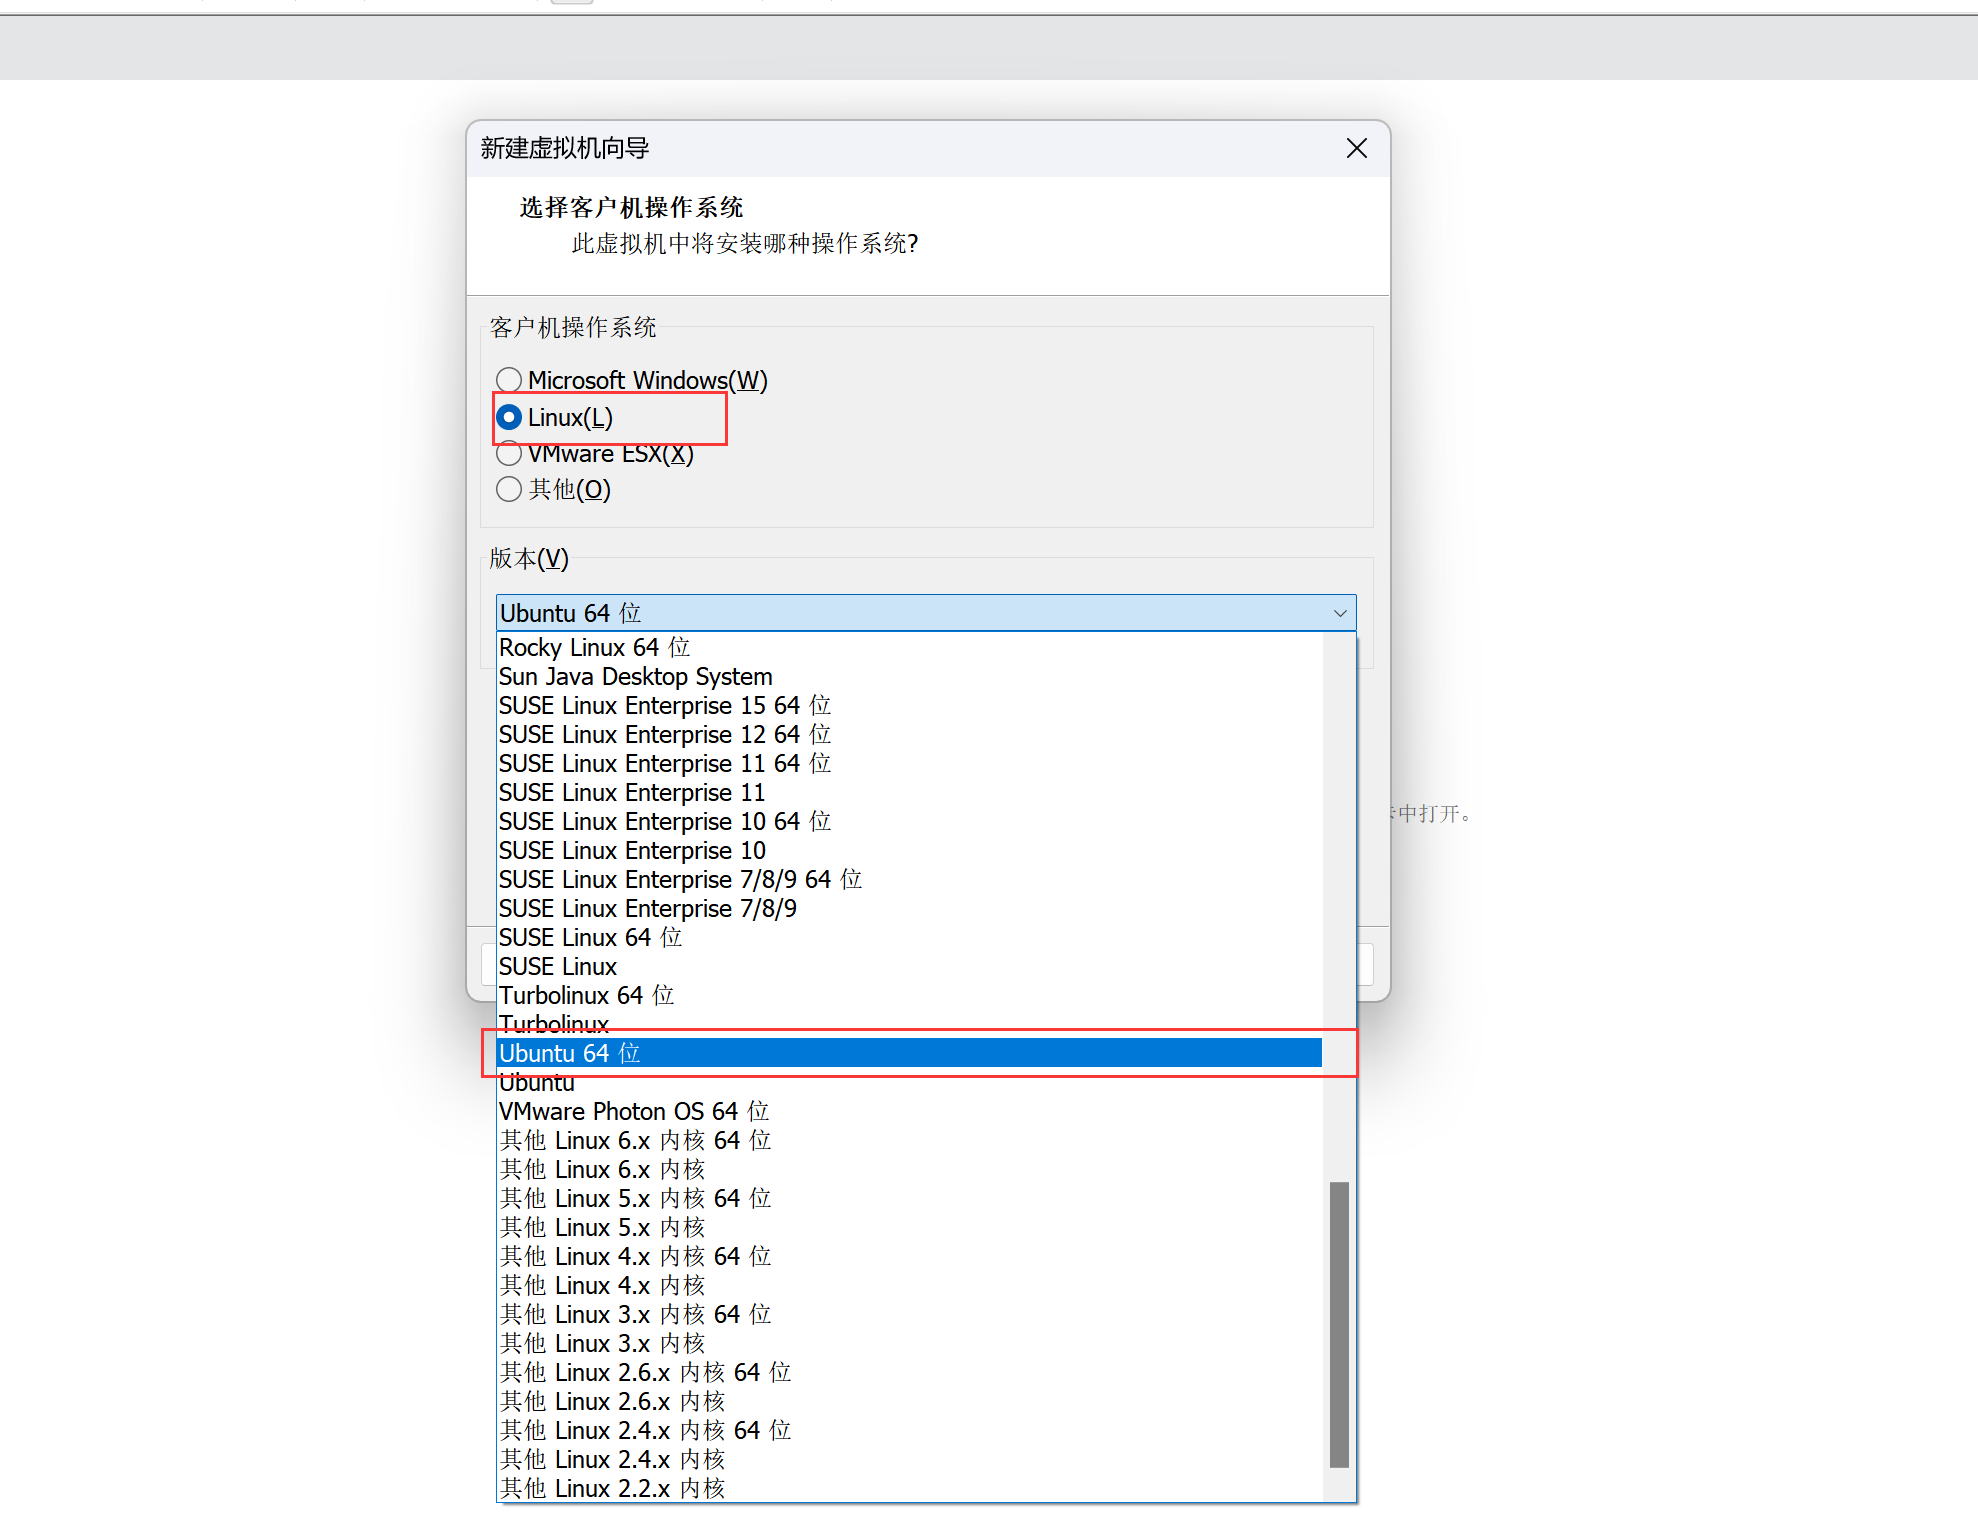 新建虚拟机向导
选择客户机操作系统
此虚拟机中将安装哪种操作系统?
客户机操作系统
Microsoft Windows(W)
Linux(L)
VMware ESX(X)
其他(O)
版本(V)
Ubuntu 64 位
Rocky Linux 64 位
Sun Java Desktop System
SUSE Linux Enterprise 15 64 位
SUSE Linux Enterprise 12 64 位
SUSE Linux Enterprise 11 64 位
SUSE Linux Enterprise 11
SUSE Linux Enterprise 10 64 位
SUSE Linux Enterprise 10
SUSE Linux Enterprise 7/8/9 64 位
SUSE Linux Enterprise 7/8/9
SUSE Linux 64 位
SUSE Linux
Turbolinux 64 位
Turbolinux
Ubuntu 64 位
Ubuntu
VMware Photon OS 64 位
其他 Linux 6.x 内核 64 位
其他 Linux 6.x 内核
其他 Linux 5.x 内核 64 位
其他 Linux 5.x 内核
其他 Linux 4.x 内核 64 位
其他 Linux 4.x 内核
其他 Linux 3.x 内核 64 位
其他 Linux 3.x 内核
其他 Linux 2.6.x 内核 64 位
其他 Linux 2.6.x 内核
其他 Linux 2.4.x 内核 64 位
其他 Linux 2.4.x 内核
其他 Linux 2.2.x 内核
中打开。